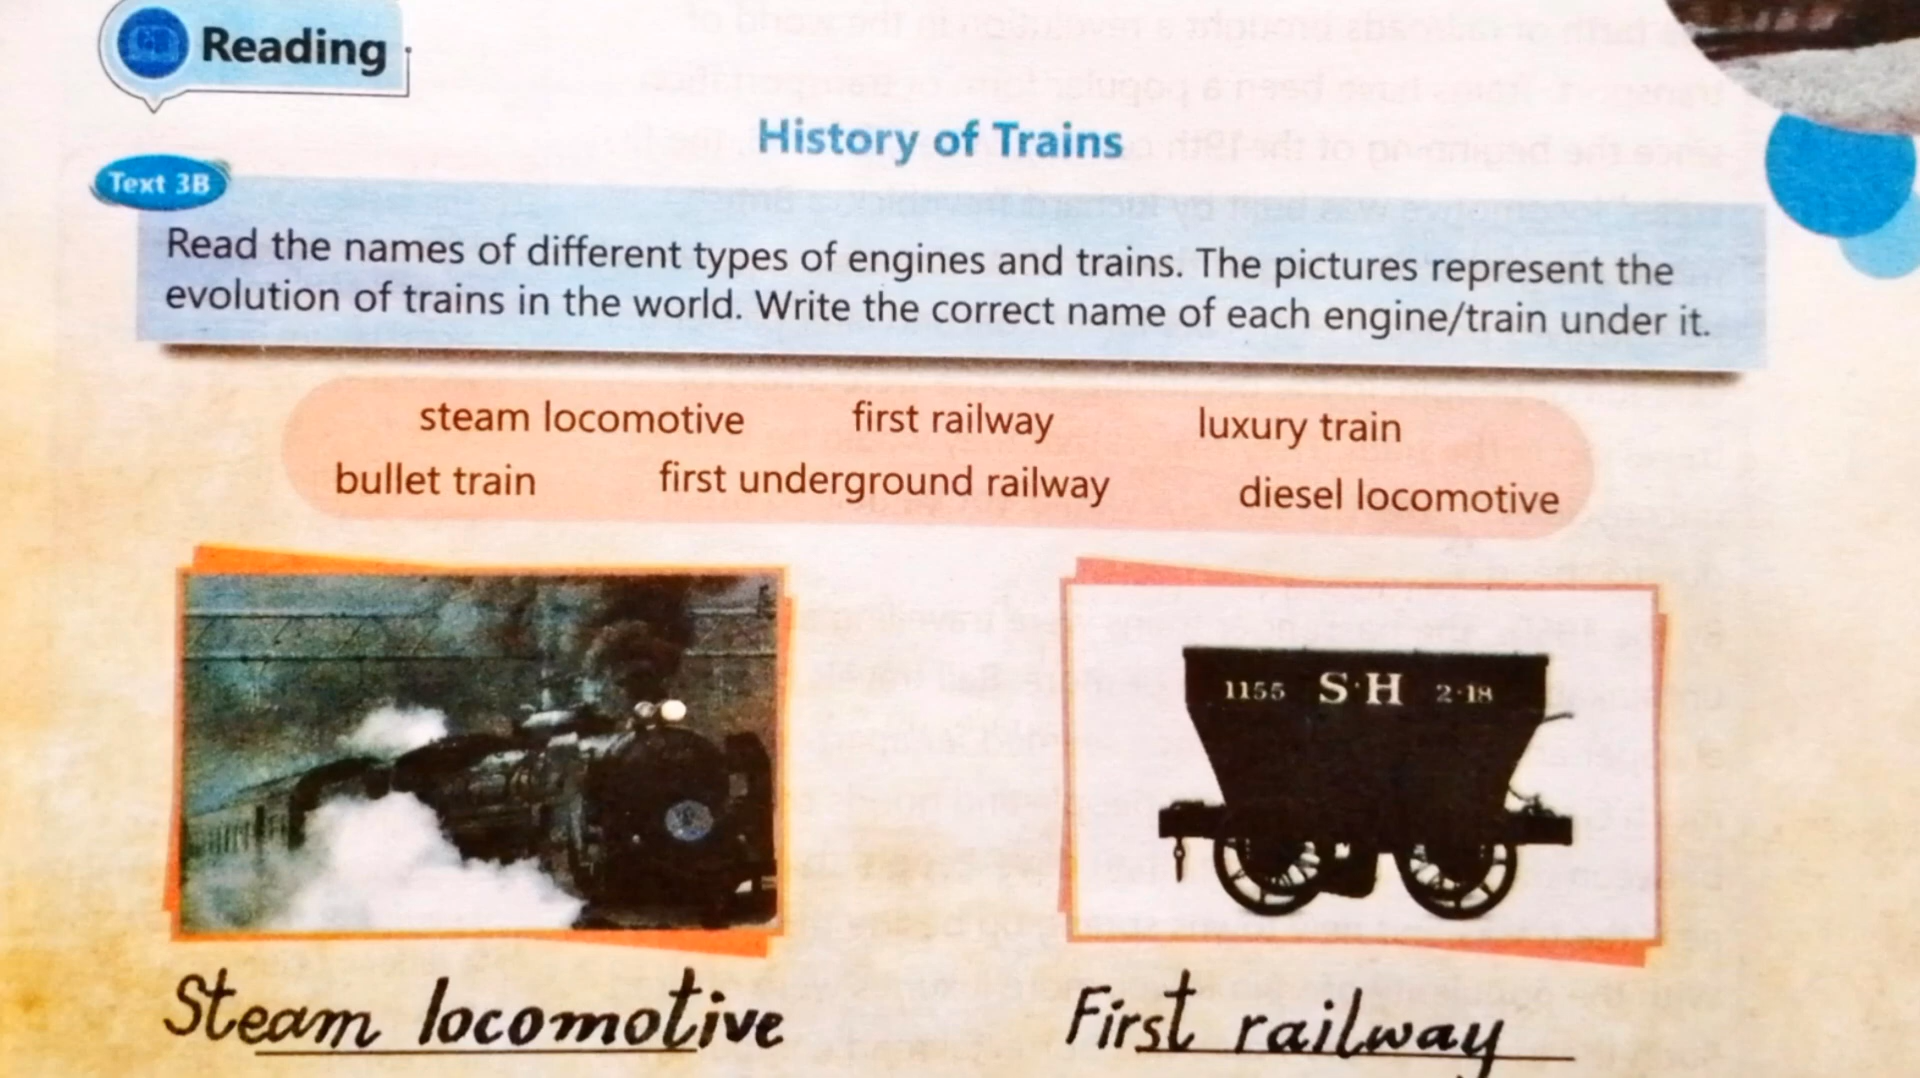 Reading
History of Trains
Text 3B
Read the names of different types of engines and trains. The pictures represent the
evolution of trains in the world. Write the correct name of each engine/train under it.
steam locomotive first railway luxury train
bullet train first underground railway diesel locomotive
1155 S·H 2·18
Steam locomotive First railway